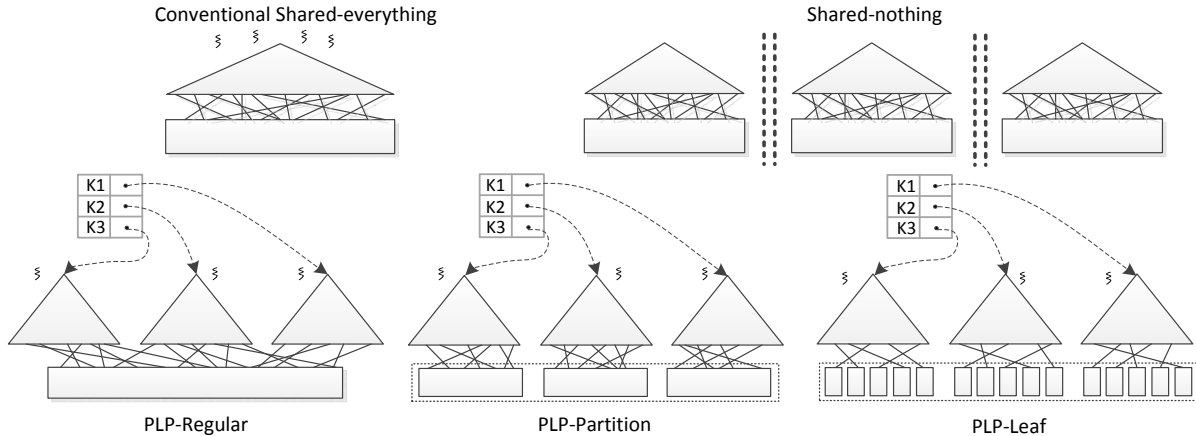 Conventional Shared-everything
Shared-nothing
K1
K2
K3
K1
K2
K3
K1
K2
K3
PLP-Regular
PLP-Partition
PLP-Leaf